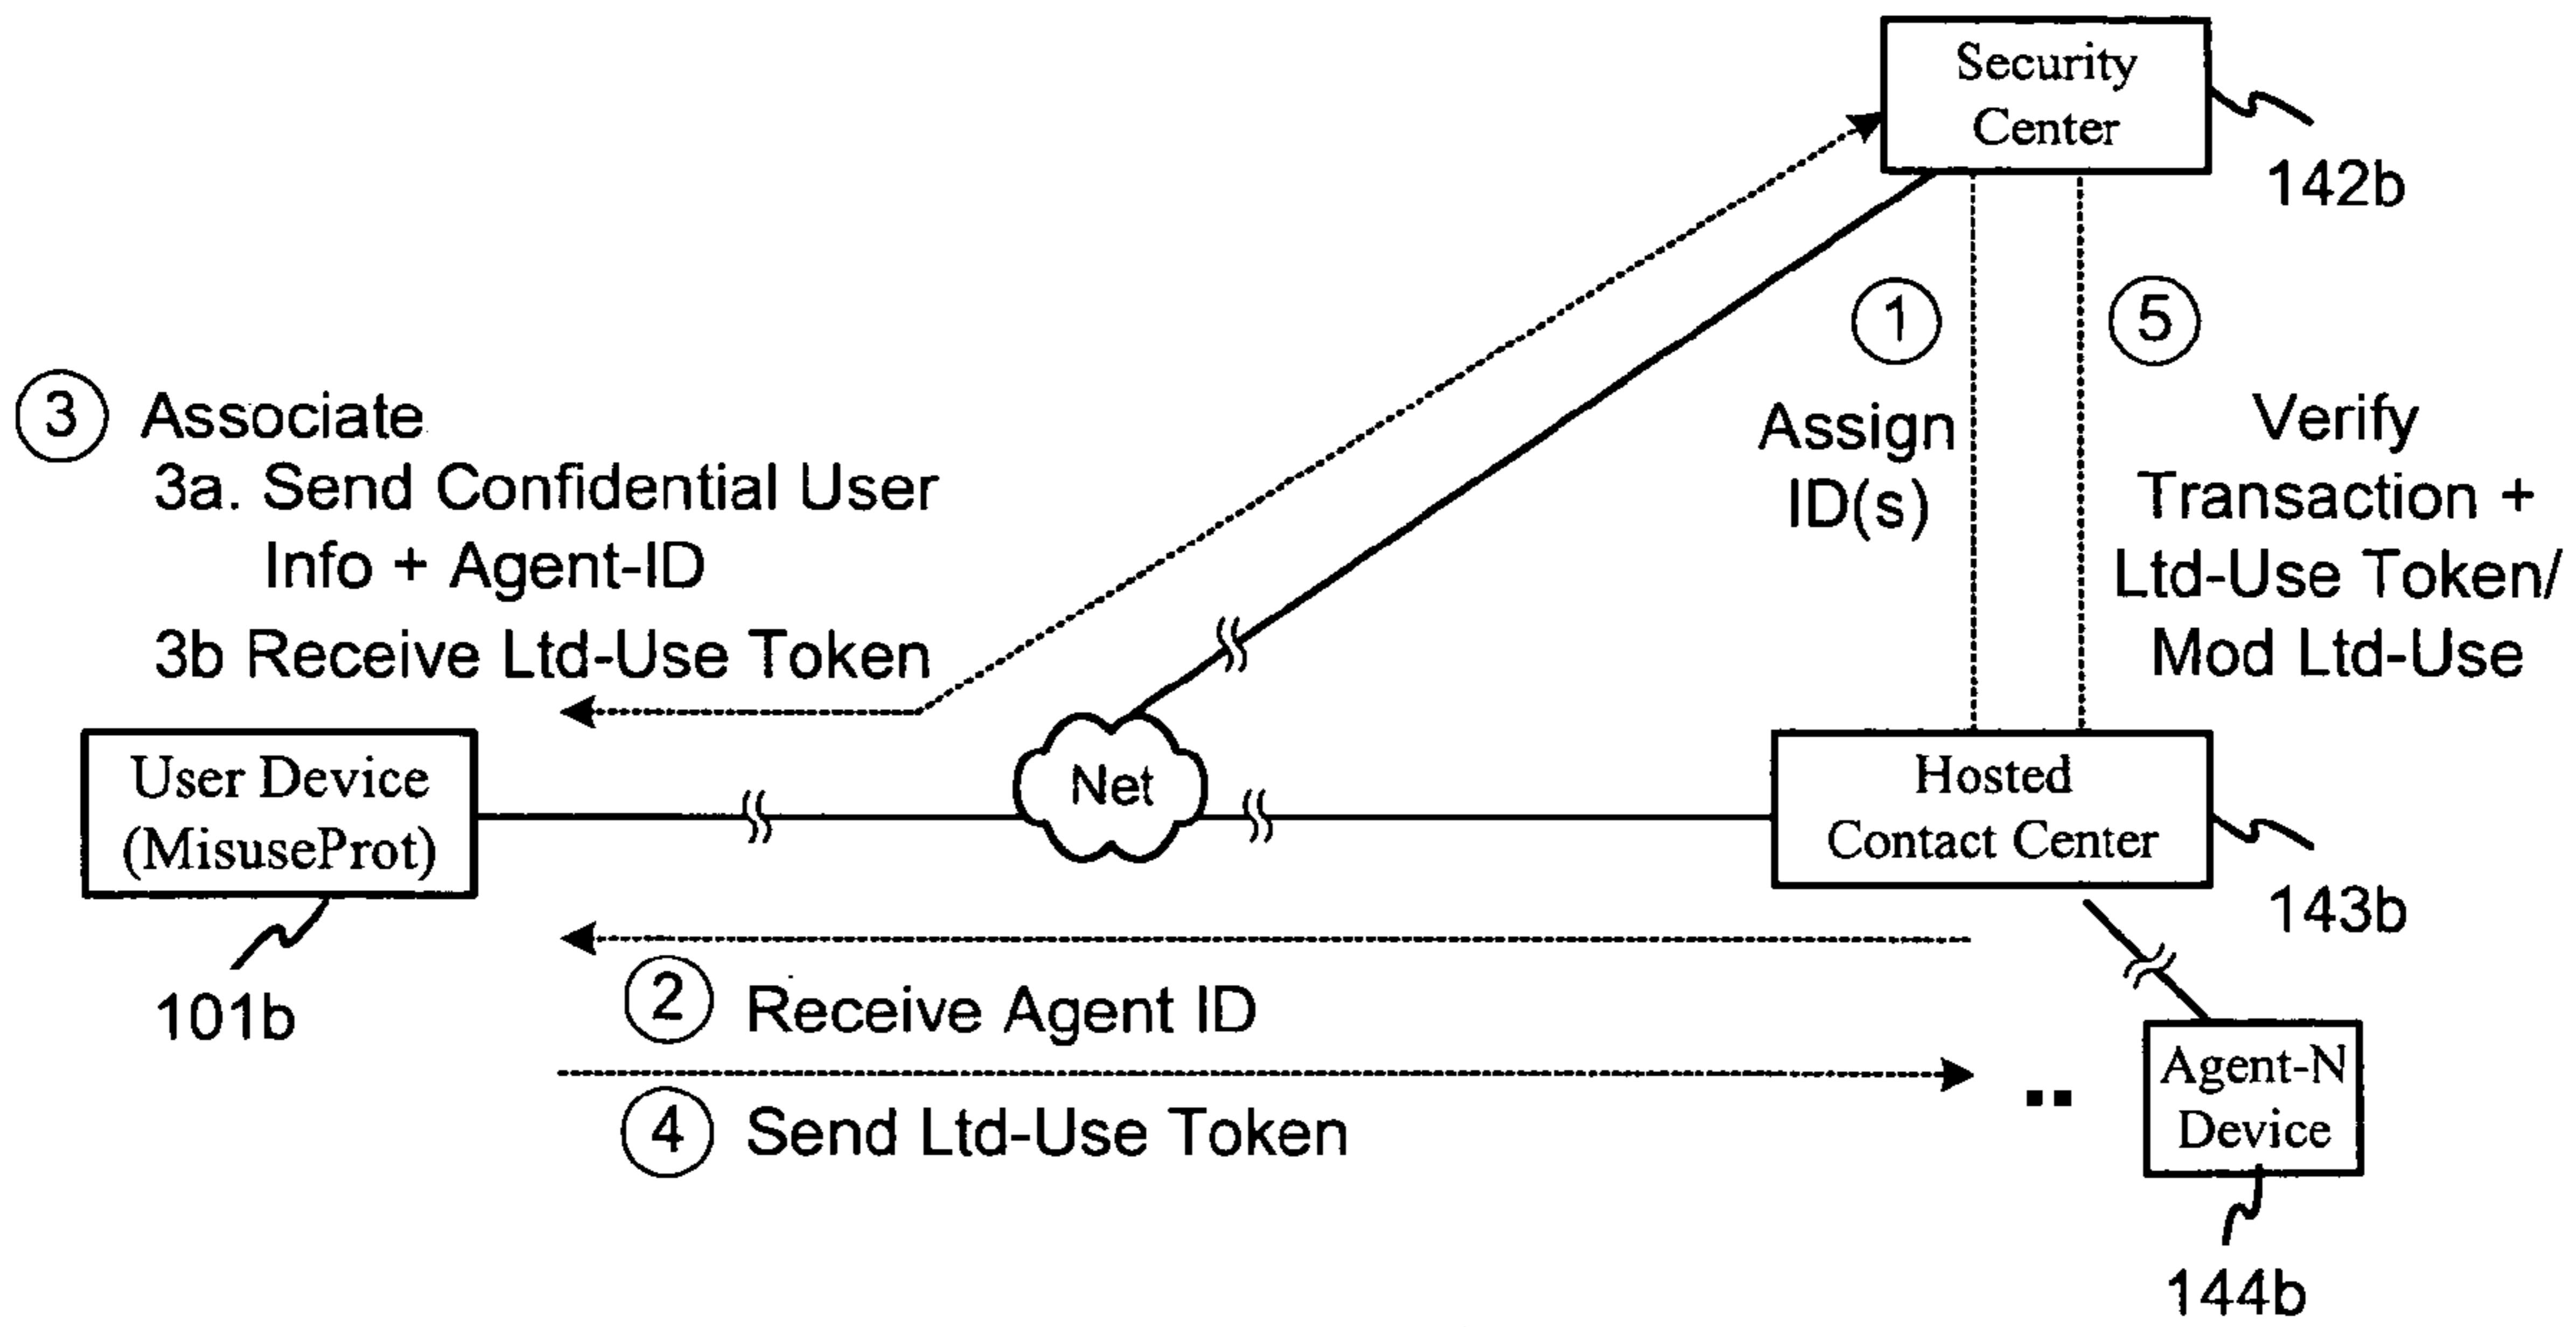 Security
Center
142b
1
5
Assign
ID(s)
Verify
Transaction +
Ltd-Use Token/
Mod Ltd-Use
3 Associate
3a. Send Confidential User
Info + Agent-ID
3b Receive Ltd-Use Token
User Device
(MisuseProt)
101b
Net
Hosted
Contact Center
143b
2 Receive Agent ID
4 Send Ltd-Use Token
Agent-N
Device
144b